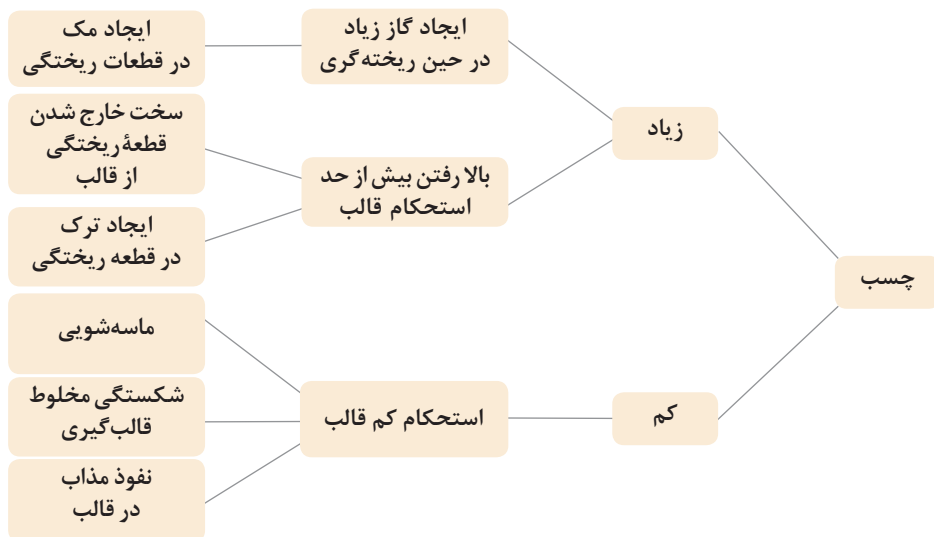 چسب
زیاد
ایجاد گاز زیاد
در حین ریخته‌گری
ایجاد مک
در قطعات ریختگی
بالا رفتن بیش از حد
استحکام قالب
سخت خارج شدن
قطعهٔ ریختگی
از قالب
ایجاد ترک
در قطعه ریختگی
کم
استحکام کم قالب
ماسه‌شویی
شکستگی مخلوط
قالب‌گیری
نفوذ مذاب
در قالب